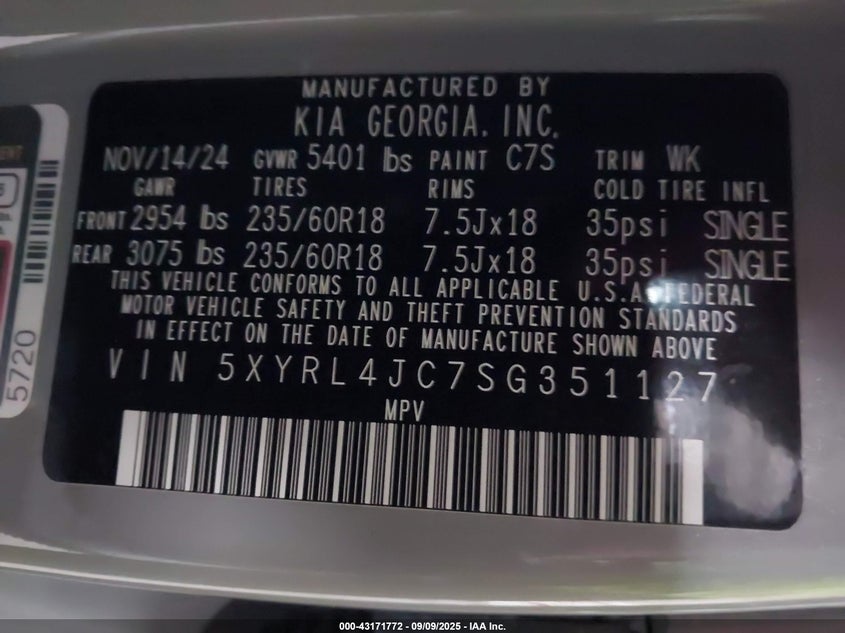 MANUFACTURED BY
KIA GEORGIA, INC.
NOV/14/24 GVWR 5401 lbs PAINT C7S TRIM WK
GAWR TIRES RIMS COLD TIRE INFL
FRONT 2954 lbs 235/60R18 7.5Jx18 35psi SINGLE
REAR 3075 lbs 235/60R18 7.5Jx18 35psi SINGLE
THIS VEHICLE CONFORMS TO ALL APPLICABLE U.S.A FEDERAL
MOTOR VEHICLE SAFETY AND THEFT PREVENTION STANDARDS
IN EFFECT ON THE DATE OF MANUFACTURE SHOWN ABOVE
VIN 5XYRL4JC7SG351127
MPV
5720
000-43171772 - 09/09/2025 - IAA Inc.